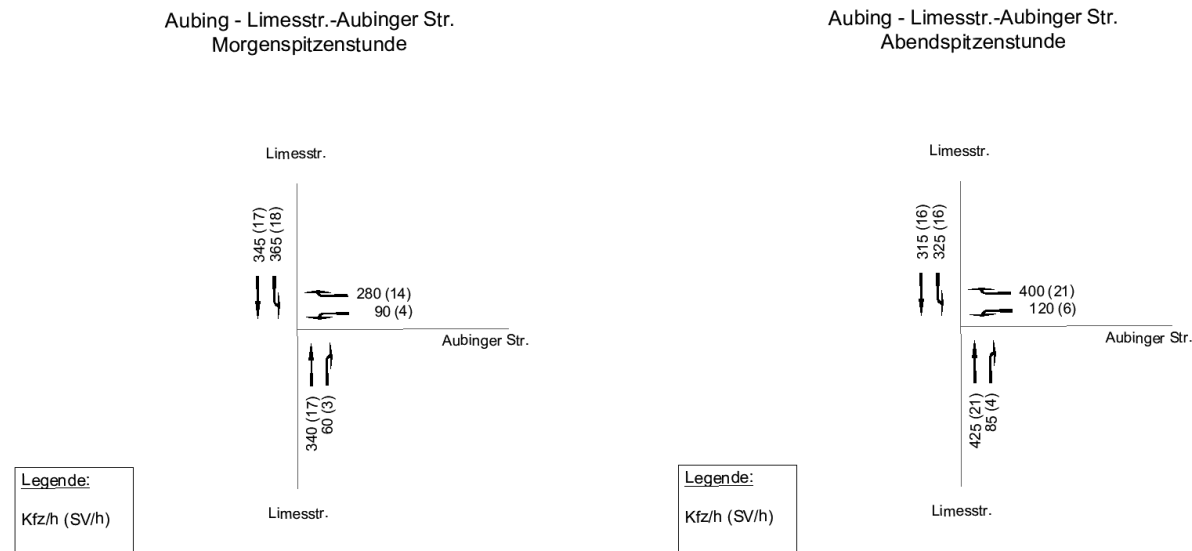 Aubing - Limesstr.-Aubinger Str.
Morgenspitzenstunde
Limesstr.
345 (17)
365 (18)
280 (14)
90 (4)
Aubinger Str.
340 (17)
60 (3)
Limesstr.
Legende:
Kfz/h (SV/h)
Aubing - Limesstr.-Aubinger Str.
Abendspitzenstunde
Limesstr.
315 (16)
325 (16)
400 (21)
120 (6)
Aubinger Str.
425 (21)
85 (4)
Limesstr.
Legende:
Kfz/h (SV/h)